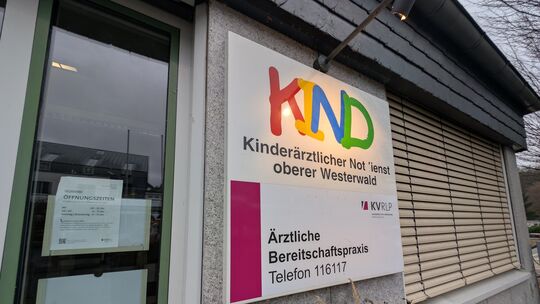 ÖFFNUNGSZEITEN
KIND
Kinderärztlicher Not ienst
oberer Westerwald
KVRLP
Ärztliche
Bereitschaftspraxis
Telefon 116117